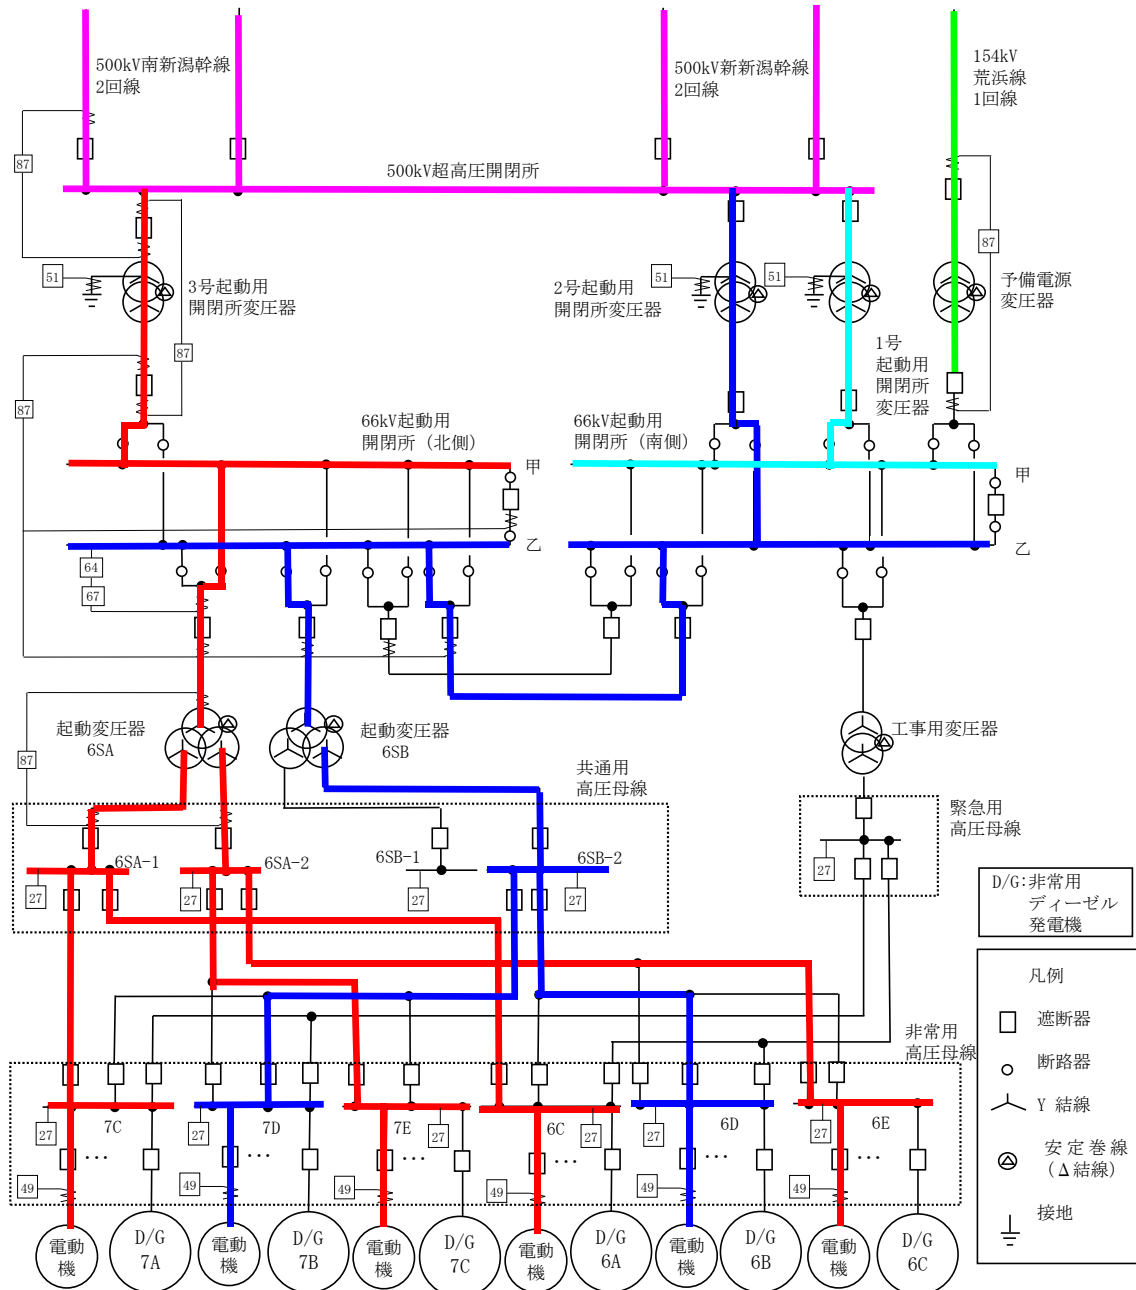 500kV南新潟幹線
2回線
500kV新新潟幹線
2回線
154kV
荒浜線
1回線
87
500kV超高圧開閉所
87
51
3号起動用
開閉所変圧器
2号起動用
開閉所変圧器
51
51
予備電源
変圧器
87
87
1号
起動用
開閉所
変圧器
66kV起動用
開閉所（北側）
66kV起動用
開閉所（南側）
甲
甲
乙
乙
64
67
起動変圧器
6SA
起動変圧器
6SB
工事用変圧器
87
共通用
高圧母線
緊急用
高圧母線
6SA-1
6SA-2
6SB-1
6SB-2
27
27
27
27
27
D/G:非常用
ディーゼル
発電機
凡例
遮断器
断路器
Y 結線
安定巻線
(Δ結線)
接地
非常用
高圧母線
7C
7D
7E
6C
6D
6E
27
27
27
27
27
27
...
...
...
...
...
...
49
49
49
49
49
49
電動
機
D/G
7A
電動
機
D/G
7B
電動
機
D/G
7C
電動
機
D/G
6A
電動
機
D/G
6B
電動
機
D/G
6C